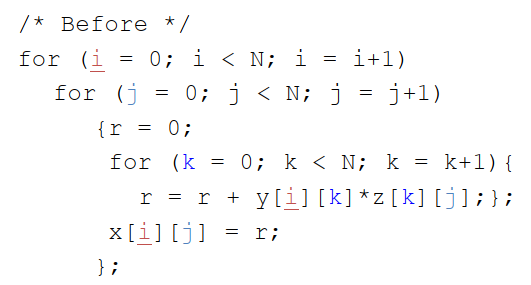 /* Before */
for (i = 0; i < N; i = i+1)
for (j = 0; j < N; j = j+1)
{r = 0;
for (k = 0; k < N; k = k+1){
r = r + y[i][k]*z[k][j];};
x[i][j] = r;
};